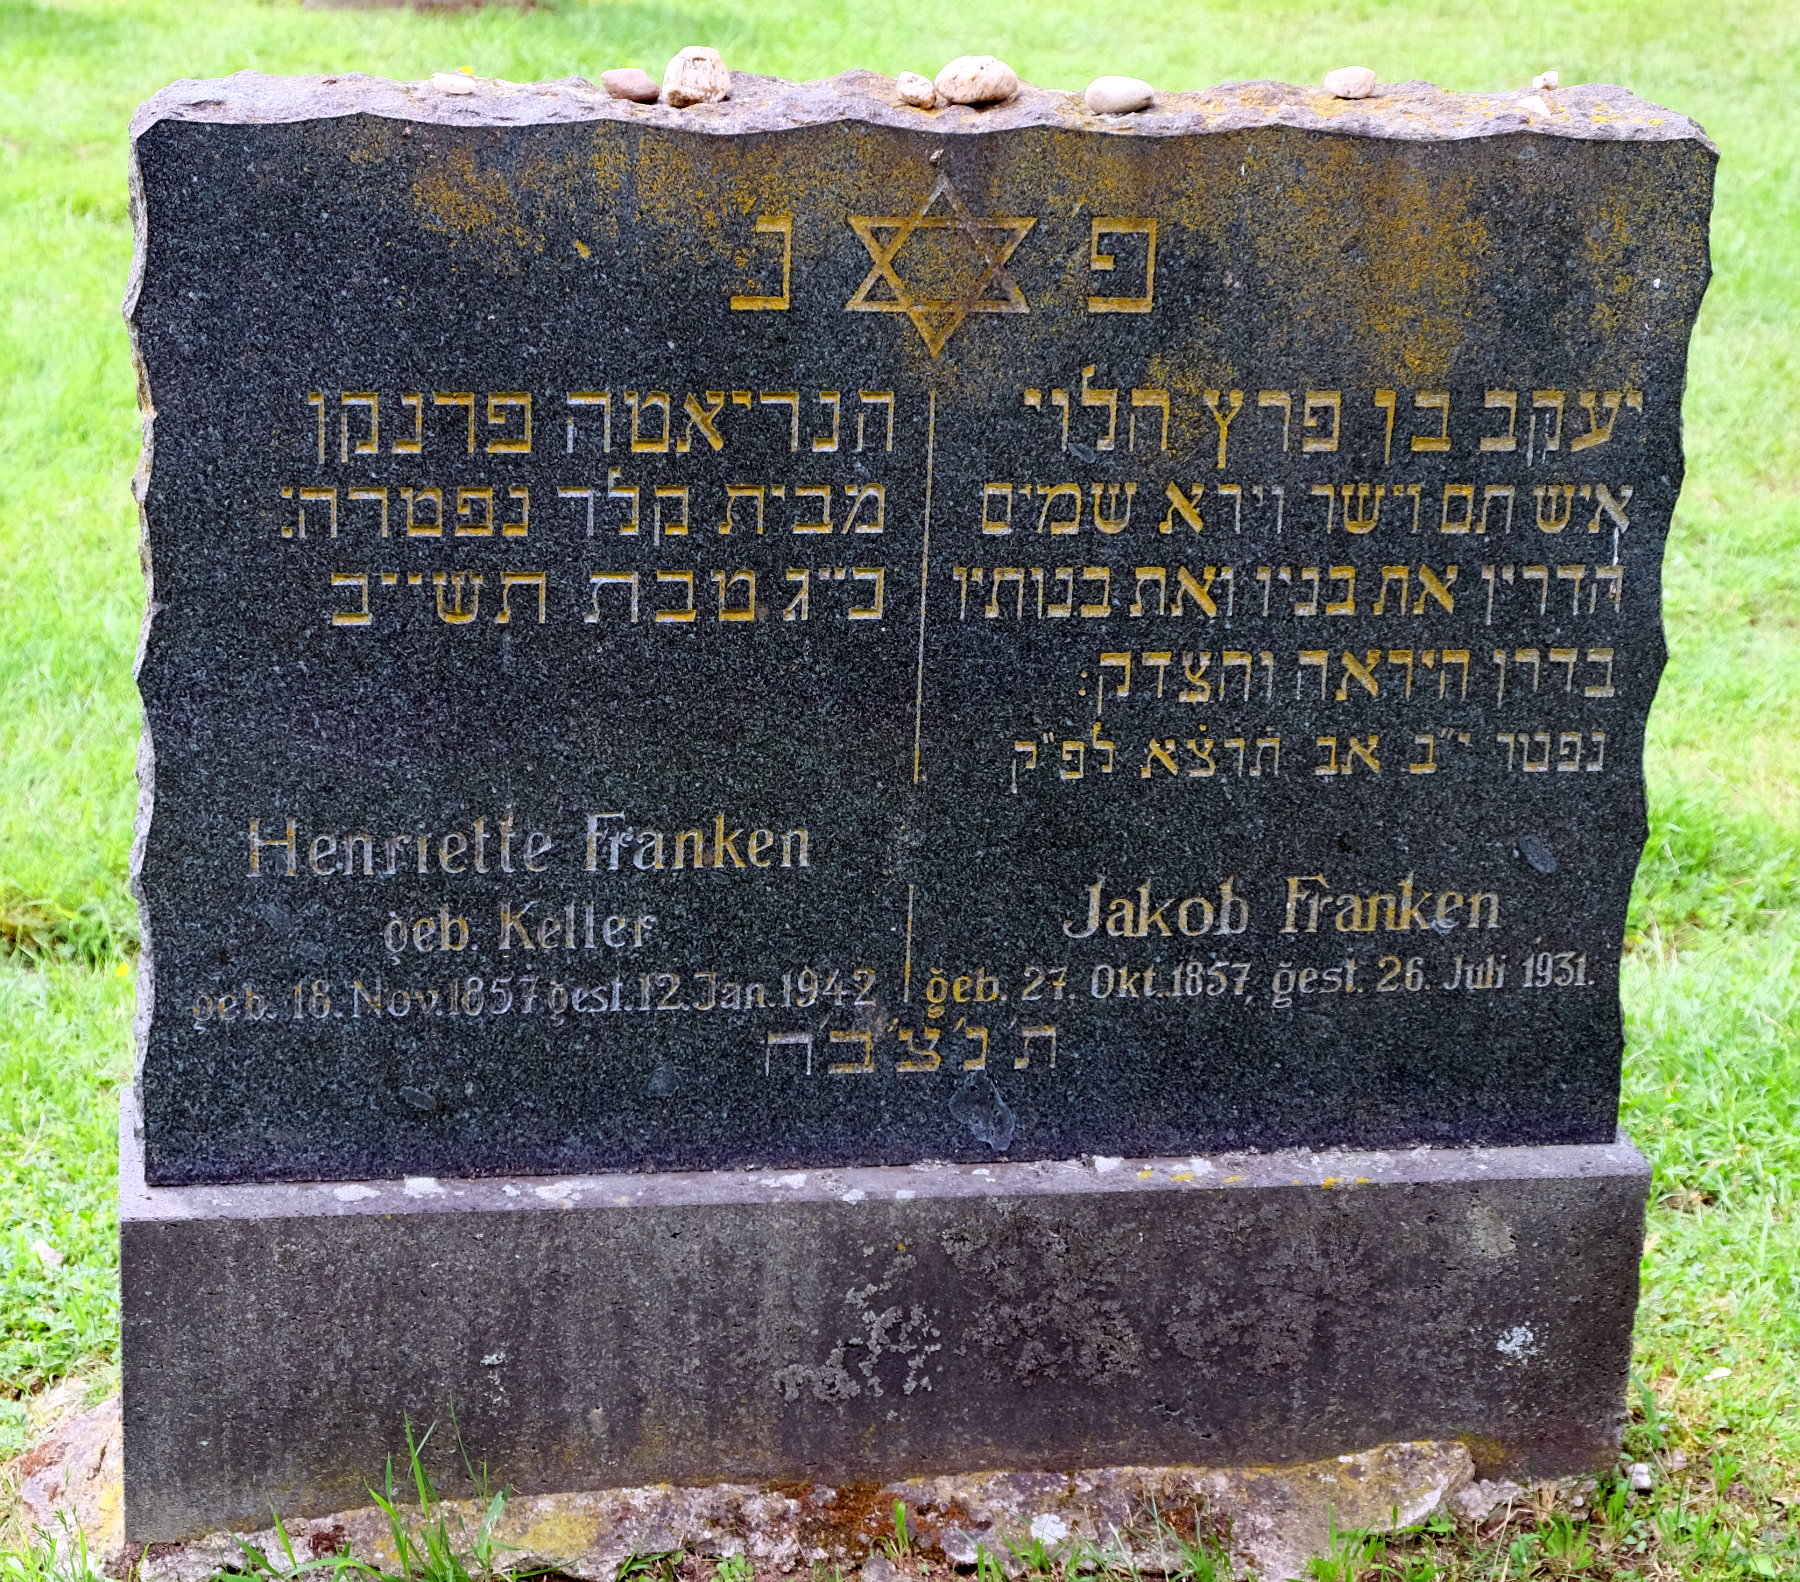 פ׳ נ׳
יעקב בן פרץ הלוי
איש תם וישר וירא שמים
הדריך את בניו ואת בנותיו
בדרך היראה והצדק:
נפטר י״ב אב תרצא לפ״ק
הנריאטה פרנקן
מבית קלר נפטרה:
כ״ג טבת תש״ב
Jakob Franken
geb. 27. Okt. 1857, gest. 26. Juli 1931.
Henriette Franken
geb. Keller
geb. 18. Nov. 1857 gest. 12. Jan. 1942
ת׳נ׳צ׳ב׳ה